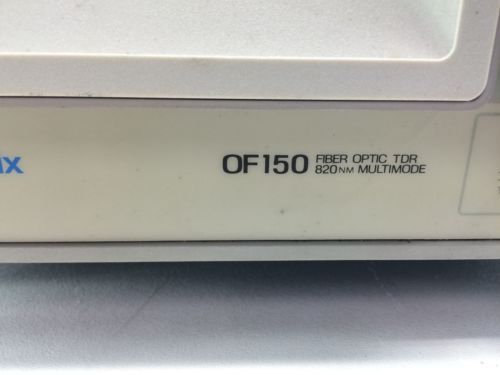 OF150 FIBER OPTIC TDR
820NM MULTIMODE